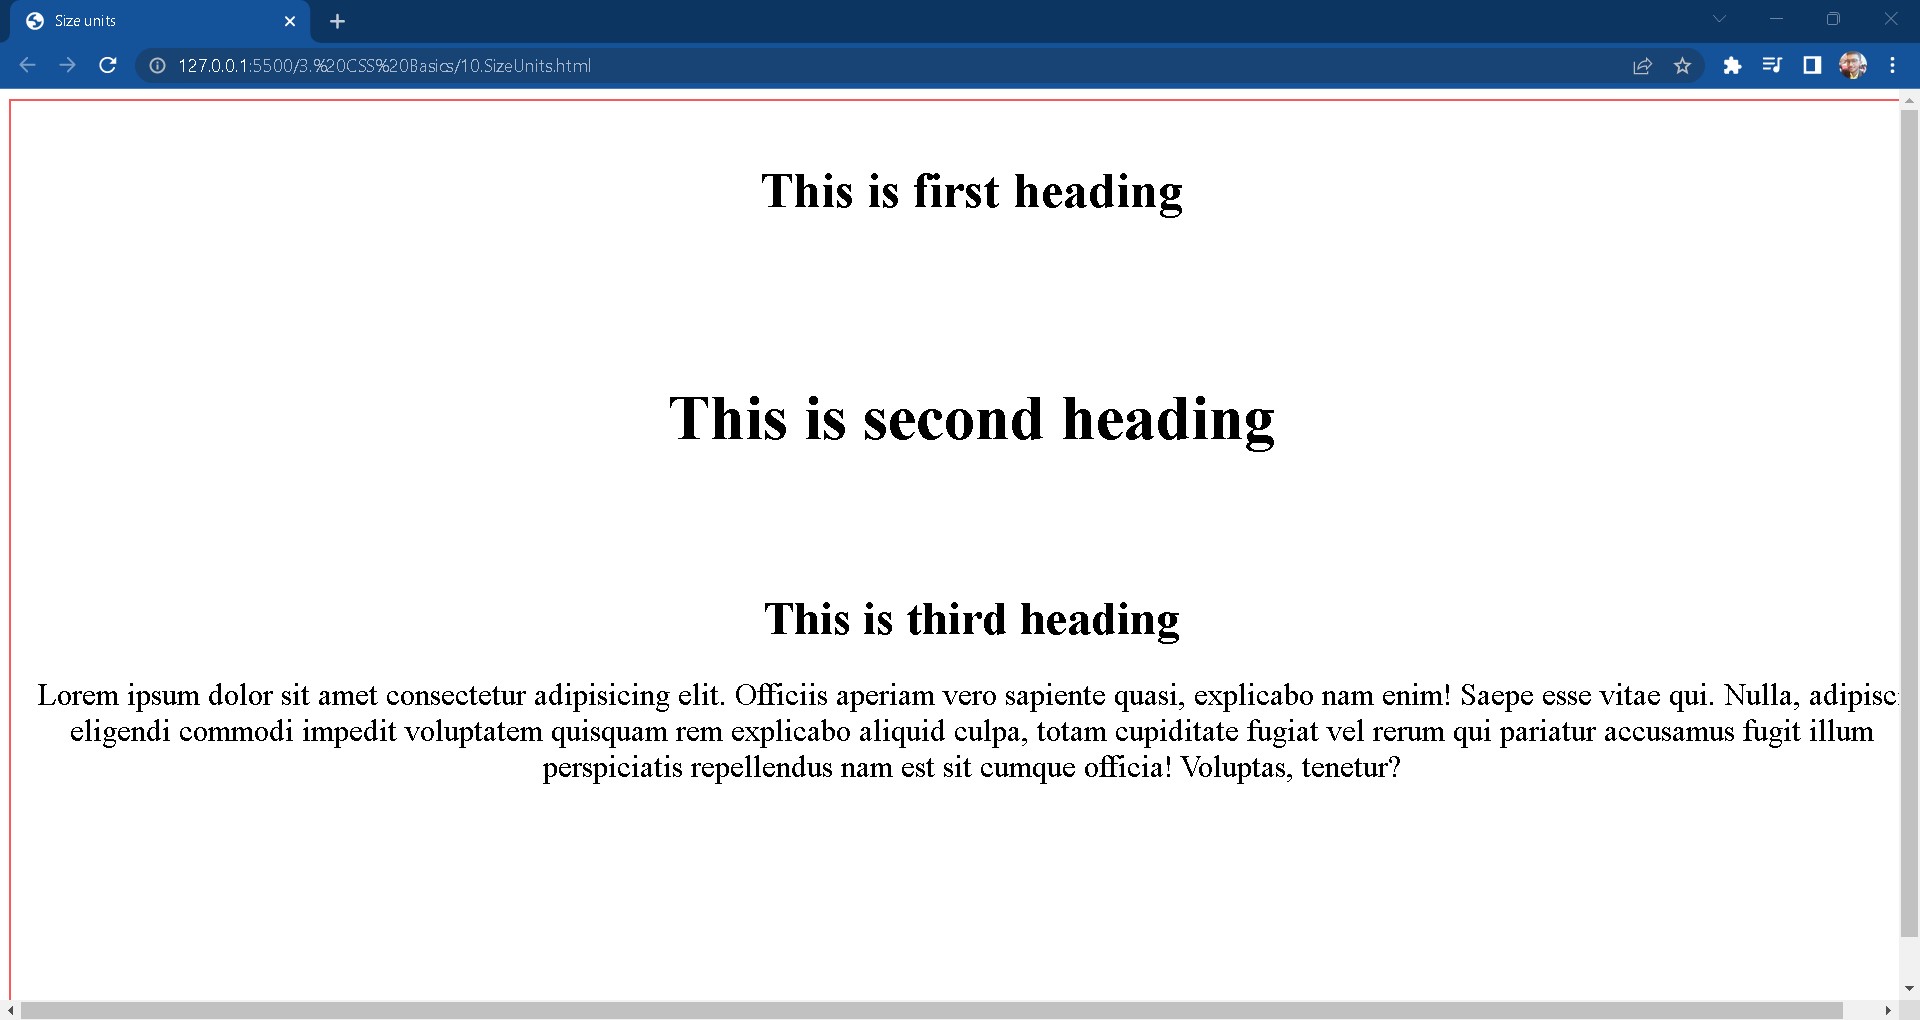 Size units
127.0.0.1:5500/3.%20CSS%20Basics/10.SizeUnits.html
This is first heading
This is second heading
This is third heading
Lorem ipsum dolor sit amet consectetur adipisicing elit. Officiis aperiam vero sapiente quasi, explicabo nam enim! Saepe esse vitae qui. Nulla, adipisc
eligendi commodi impedit voluptatem quisquam rem explicabo aliquid culpa, totam cupiditate fugiat vel rerum qui pariatur accusamus fugit illum
perspiciatis repellendus nam est sit cumque officia! Voluptas, tenetur?